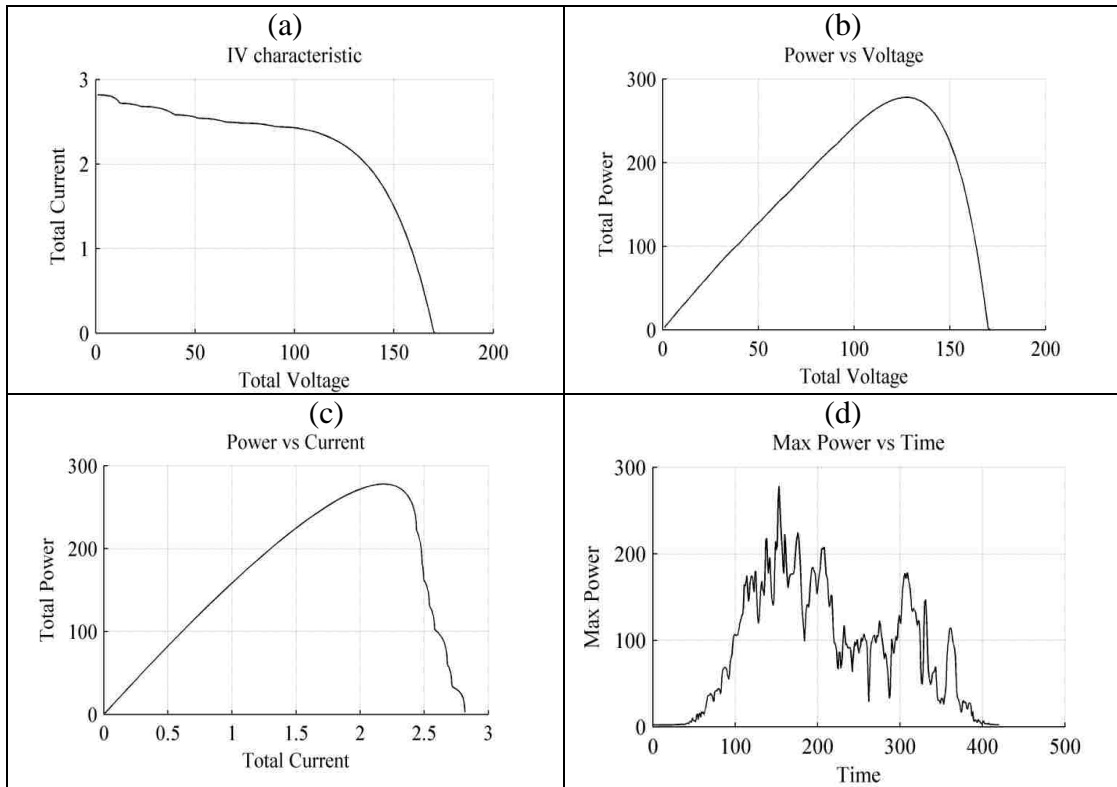 (a)
IV characteristic
3
2
1
0
0 50 100 150 200
Total Current
Total Voltage
(b)
Power vs Voltage
300
200
100
0
0 50 100 150 200
Total Power
Total Voltage
(c)
Power vs Current
300
200
100
0
0 0.5 1 1.5 2 2.5 3
Total Power
Total Current
(d)
Max Power vs Time
300
200
100
0
0 100 200 300 400 500
Max Power
Time